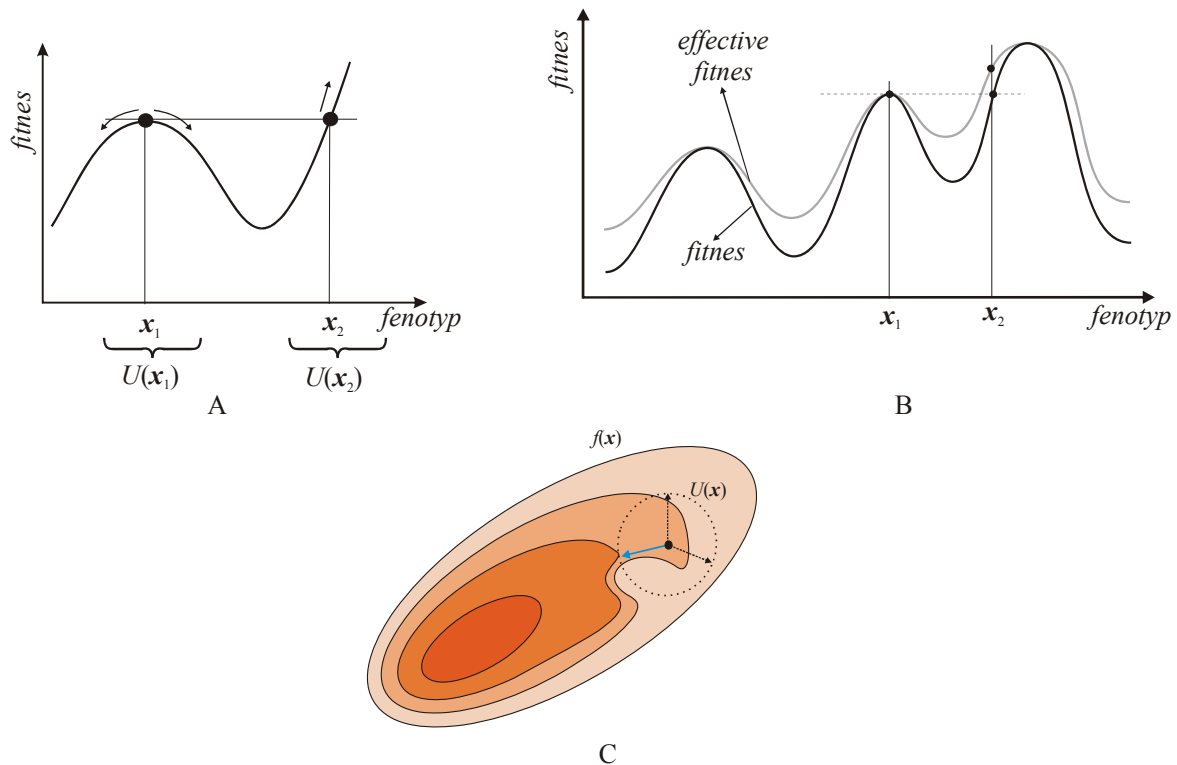 fitnes
x₁
x₂
fenotyp
U(x₁)
U(x₂)
A
fitnes
effective
fitnes
fitnes
x₁
x₂
fenotyp
B
f(x)
U(x)
C